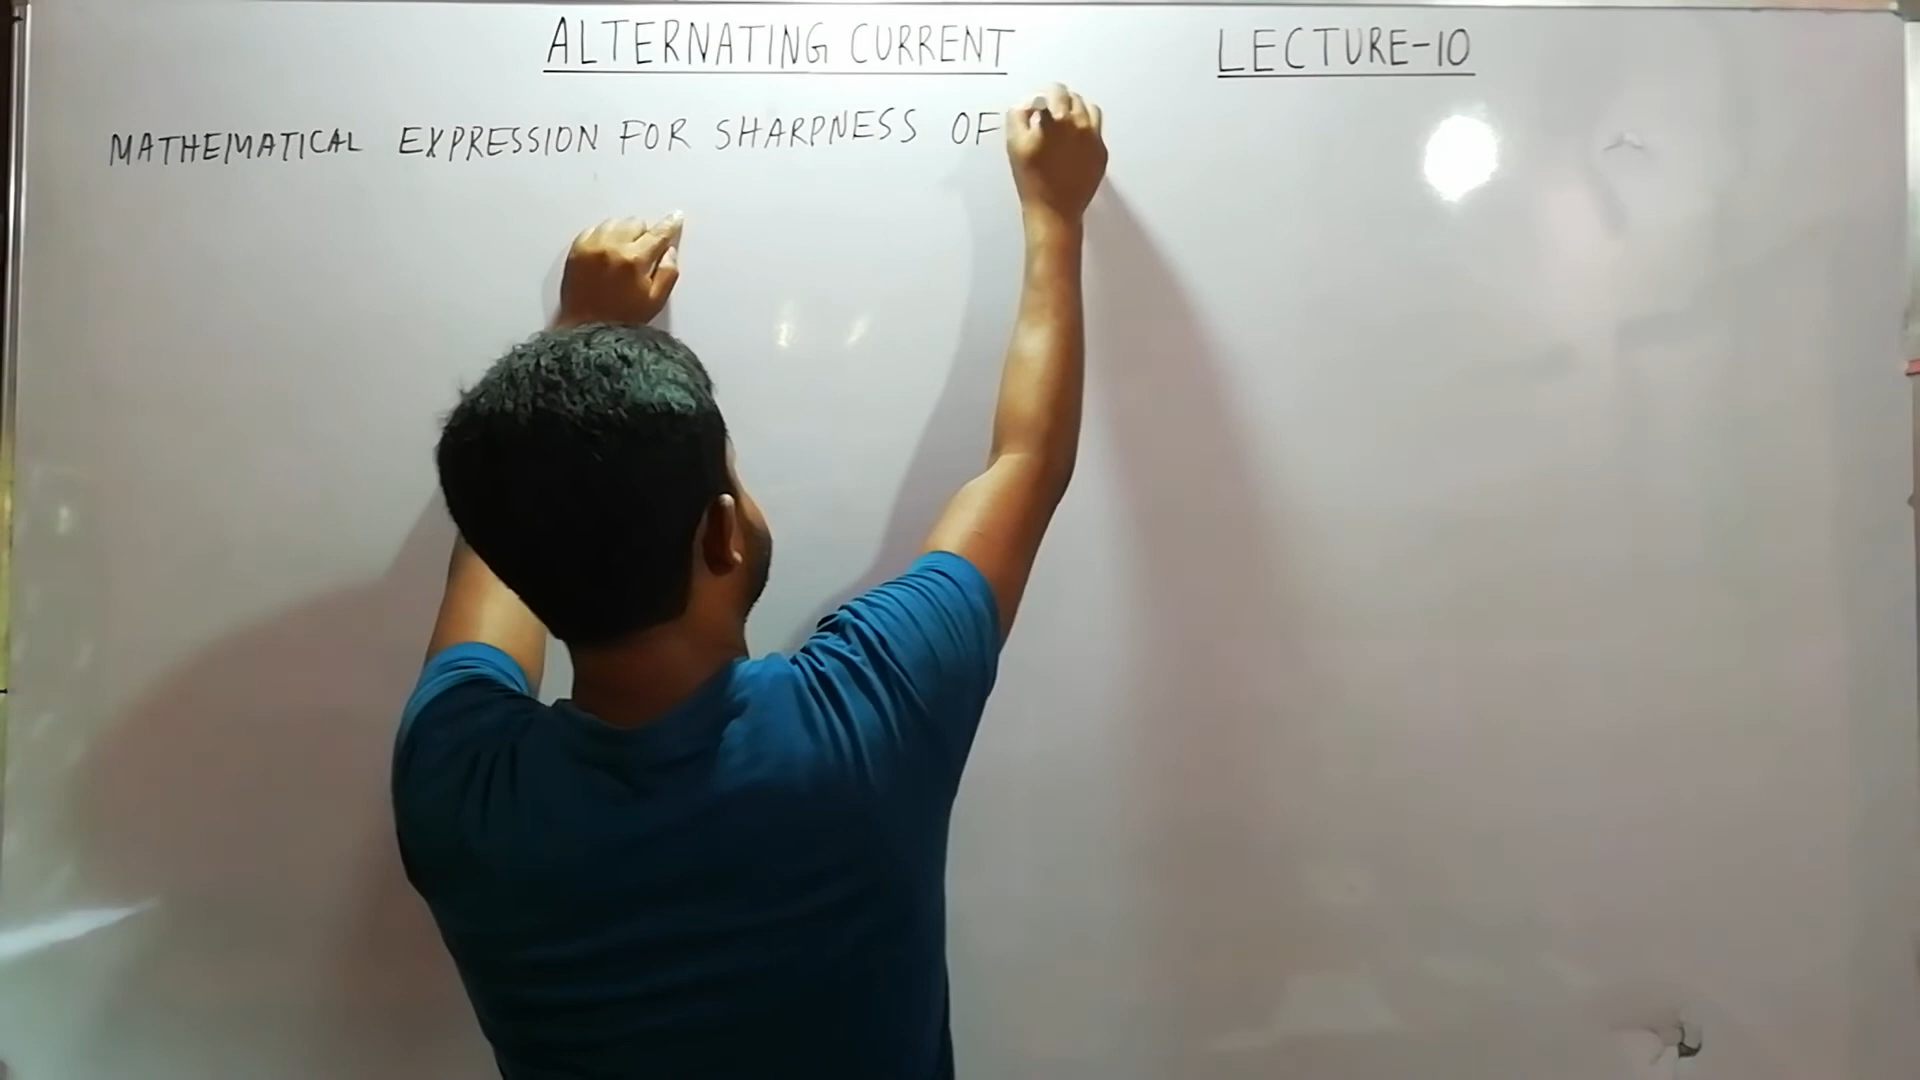 ALTERNATING CURRENT LECTURE-10
MATHEMATICAL EXPRESSION FOR SHARPNESS OF